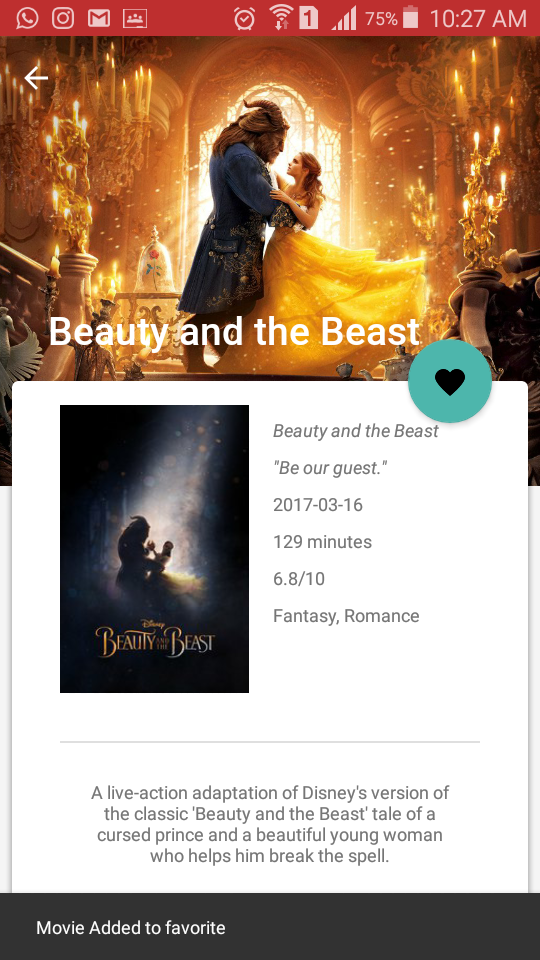 1 75% 10:27 AM
Beauty and the Beast
Beauty and the Beast
"Be our guest."
2017-03-16
129 minutes
6.8/10
Fantasy, Romance
Disney
BEAUTY AND THE BEAST
A live-action adaptation of Disney's version of
the classic 'Beauty and the Beast' tale of a
cursed prince and a beautiful young woman
who helps him break the spell.
Movie Added to favorite